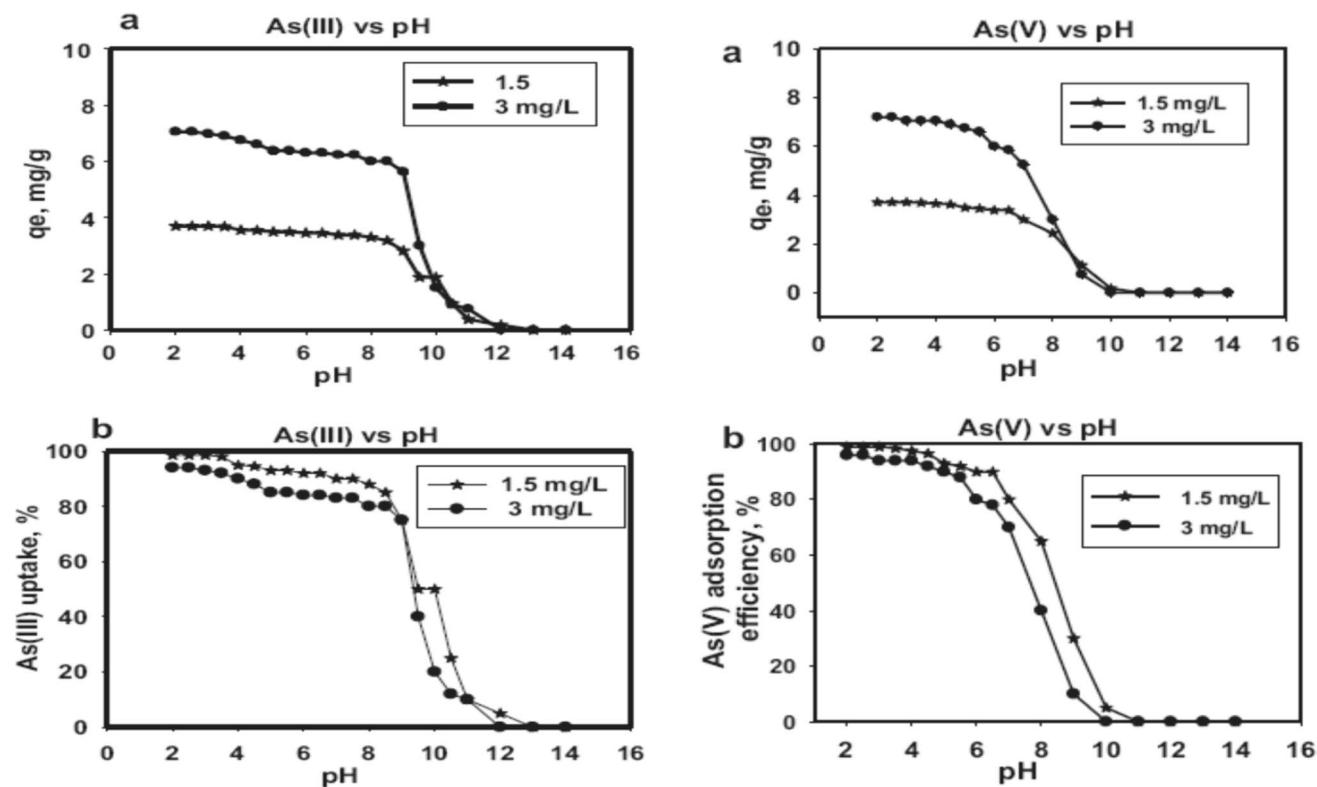 a
As(III) vs pH
10
8
6
4
2
0
qe, mg/g
1.5
3 mg/L
0 2 4 6 8 10 12 14 16
pH
a
As(V) vs pH
10
8
6
4
2
0
qe, mg/g
1.5 mg/L
3 mg/L
0 2 4 6 8 10 12 14 16
pH
b
As(III) vs pH
100
80
60
40
20
0
As(III) uptake, %
1.5 mg/L
3 mg/L
0 2 4 6 8 10 12 14 16
pH
b
As(V) vs pH
100
80
60
40
20
0
As(V) adsorption
efficiency, %
1.5 mg/L
3 mg/L
2 4 6 8 10 12 14 16
pH